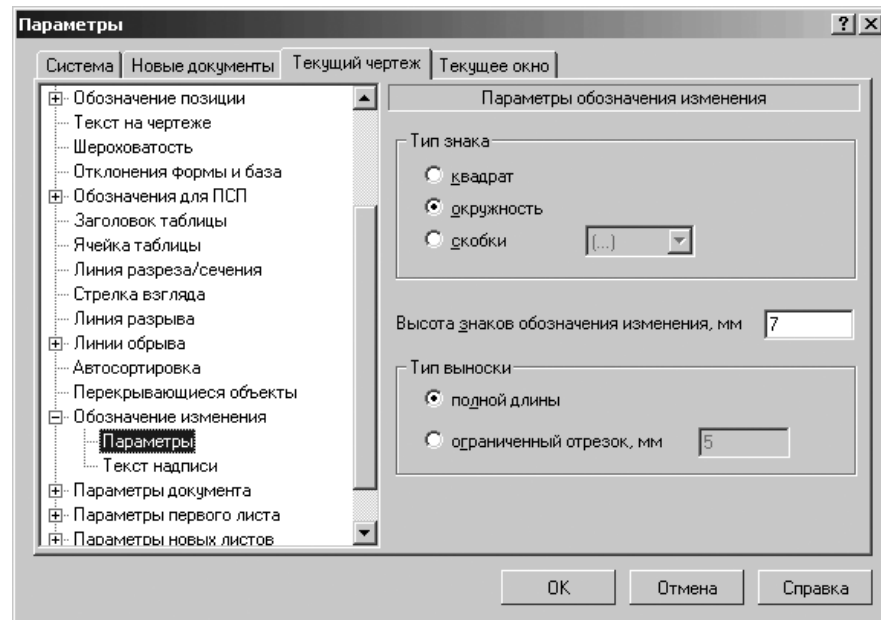 Параметры
Система Новые документы Текущий чертеж Текущее окно
Обозначение позиции
Текст на чертеже
Шероховатость
Отклонения формы и база
Обозначения для ПСП
Заголовок таблицы
Ячейка таблицы
Линия разреза/сечения
Стрелка взгляда
Линия разрыва
Линии обрыва
Автосортировка
Перекрывающиеся объекты
Обозначение изменения
Параметры
Текст надписи
Параметры документа
Параметры первого листа
Параметры новых листов
Параметры обозначения изменения
Тип знака
квадрат
окружность
скобки (...)
Высота знаков обозначения изменения, мм 7
Тип выноски
полной длины
ограниченный отрезок, мм 5
OK Отмена Справка